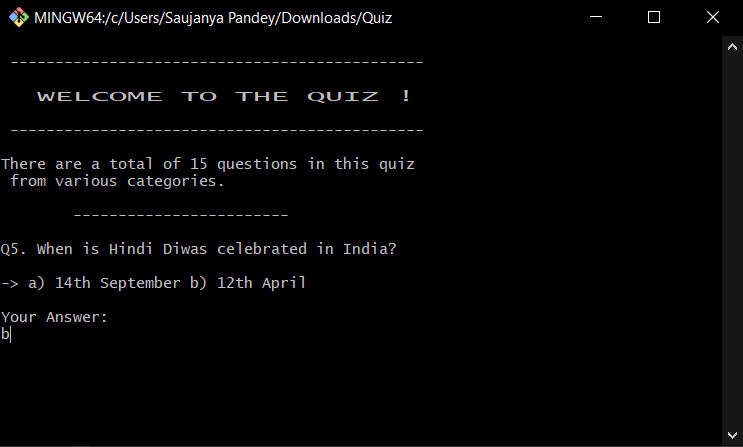 MINGW64:/c/Users/Saujanya Pandey/Downloads/Quiz
----------------------------------------------
WELCOME TO THE QUIZ !
----------------------------------------------
There are a total of 15 questions in this quiz
from various categories.
------------------------
Q5. When is Hindi Diwas celebrated in India?
-> a) 14th September b) 12th April
Your Answer:
b